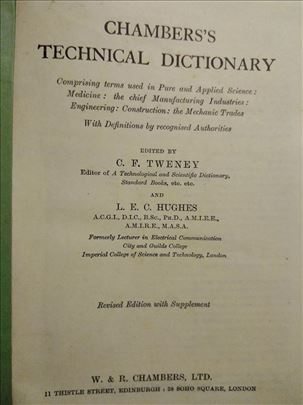 CHAMBERS'S
TECHNICAL DICTIONARY
Comprising terms used in Pure and Applied Science:
Medicine: the chief Manufacturing Industries:
Engineering: Construction: the Mechanic Trades
With Definitions by recognised Authorities
EDITED BY
C. F. TWENEY
Editor of A Technological and Scientific Dictionary,
Standard Books, etc. etc.
AND
L. E. C. HUGHES
A.C.G.I., D.I.C., B.Sc., PH.D., A.M.I.E.E.,
A.M.I.R.E., M.A.S.A.
Formerly Lecturer in Electrical Communication
City and Guilds College
Imperial College of Science and Technology, London
Revised Edition with Supplement
W. & R. CHAMBERS, LTD.
11 THISTLE STREET, EDINBURGH : 38 SOHO SQUARE, LONDON